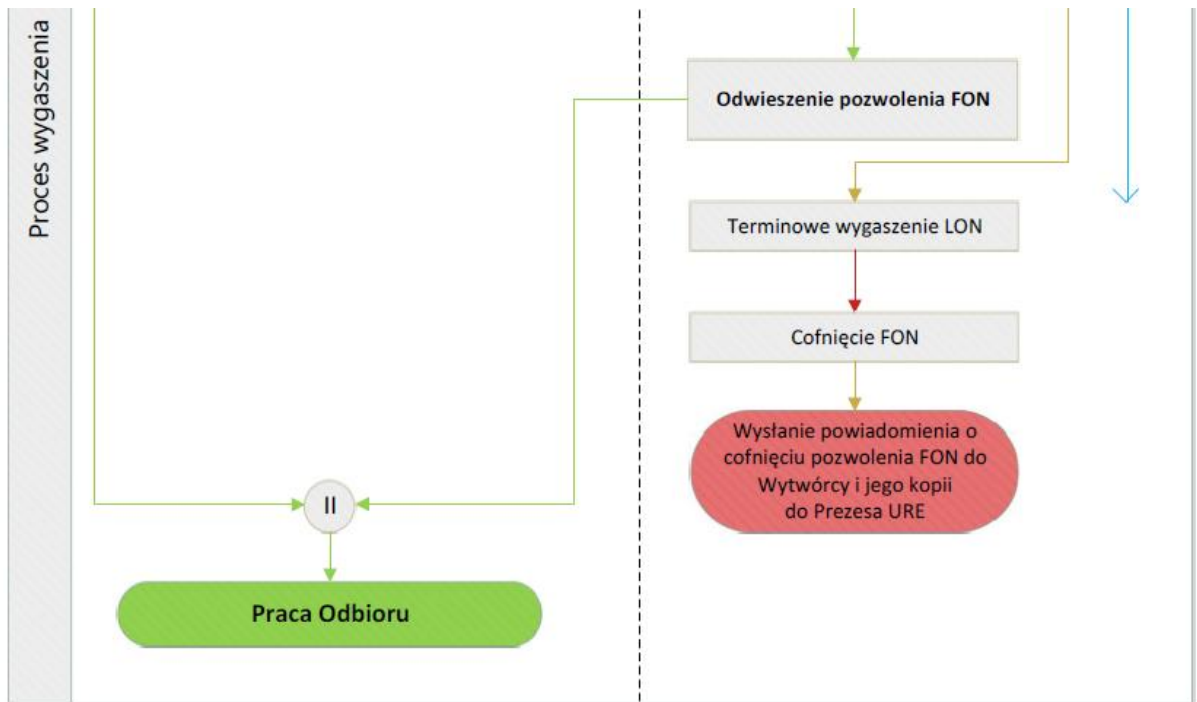 Proces wygaszenia
Odwieszenie pozwolenia FON
Terminowe wygaszenie LON
Cofnięcie FON
Wysłanie powiadomienia o
cofnięciu pozwolenia FON do
Wytwórcy i jego kopii
do Prezesa URE
II
Praca Odbioru